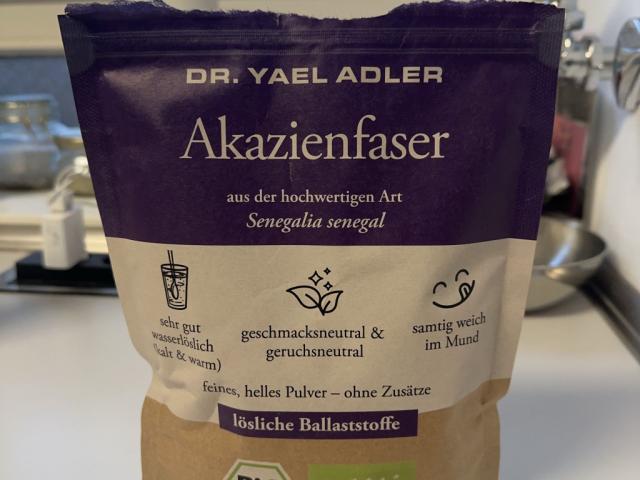 DR. YAEL ADLER
Akazienfaser
aus der hochwertigen Art
Senegalia senegal
sehr gut
wasserlöslich
(kalt & warm)
geschmacksneutral &
geruchsneutral
samtig weich
im Mund
feines, helles Pulver – ohne Zusätze
lösliche Ballaststoffe